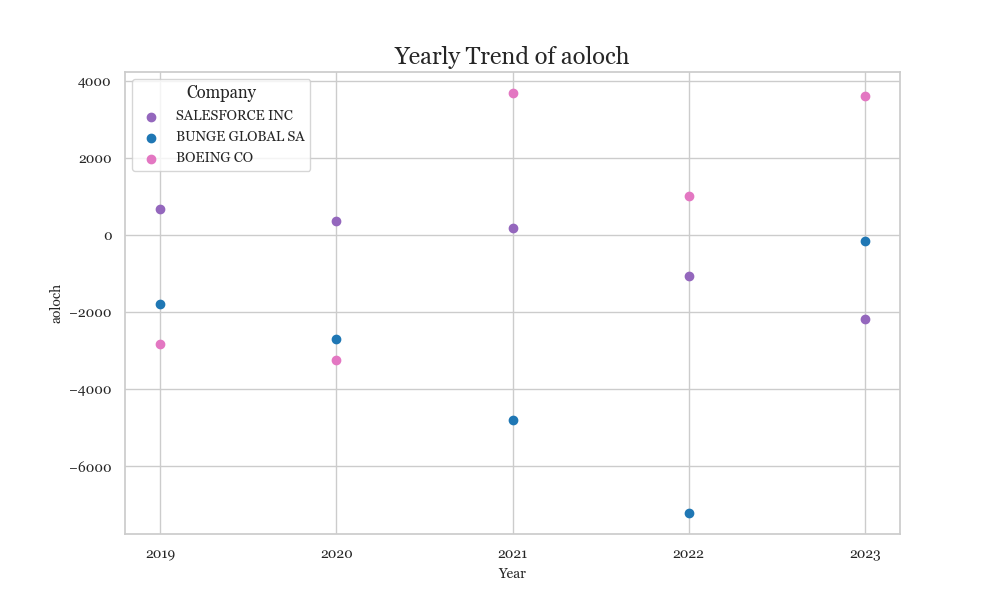 Yearly Trend of aoloch
Company
SALESFORCE INC
BUNGE GLOBAL SA
BOEING CO
4000
2000
0
−2000
−4000
−6000
aoloch
2019 2020 2021 2022 2023
Year